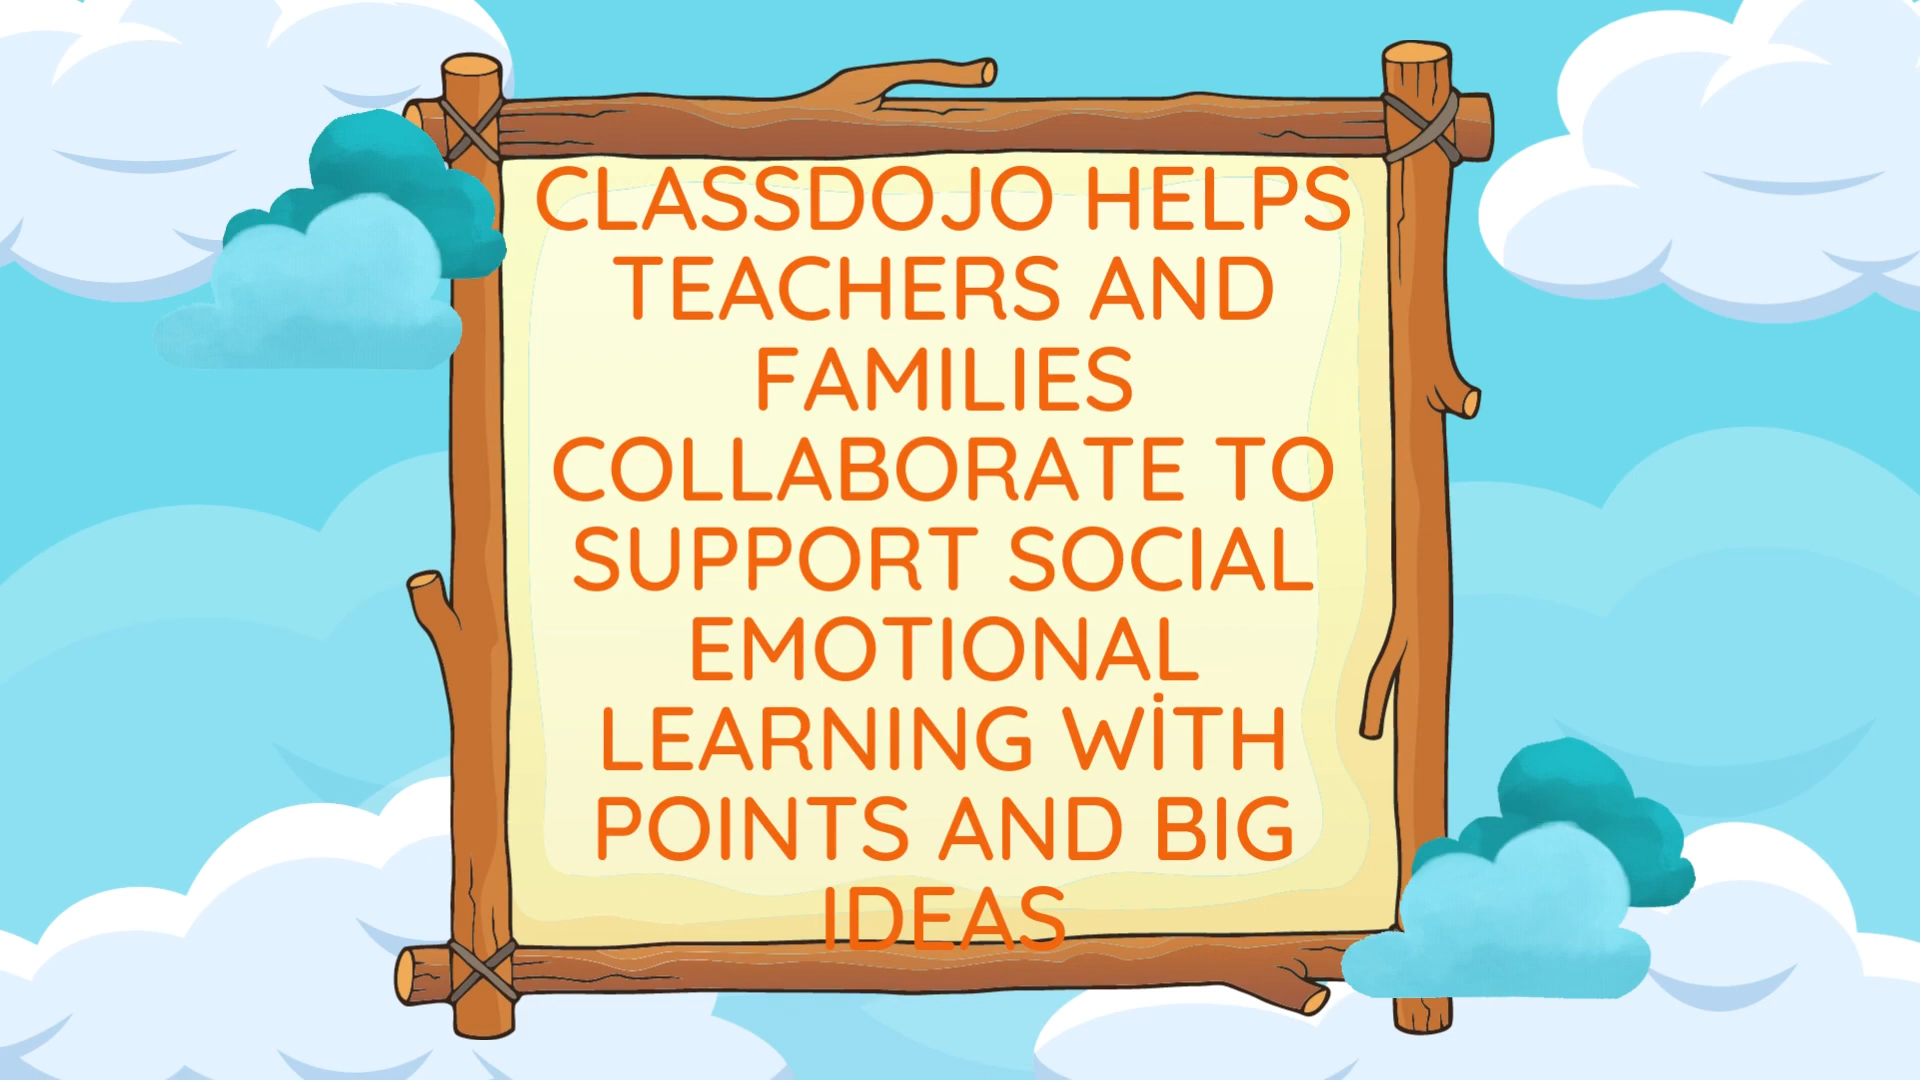 CLASSDOJO HELPS
TEACHERS AND
FAMILIES
COLLABORATE TO
SUPPORT SOCIAL
EMOTIONAL
LEARNING WİTH
POINTS AND BIG
IDEAS